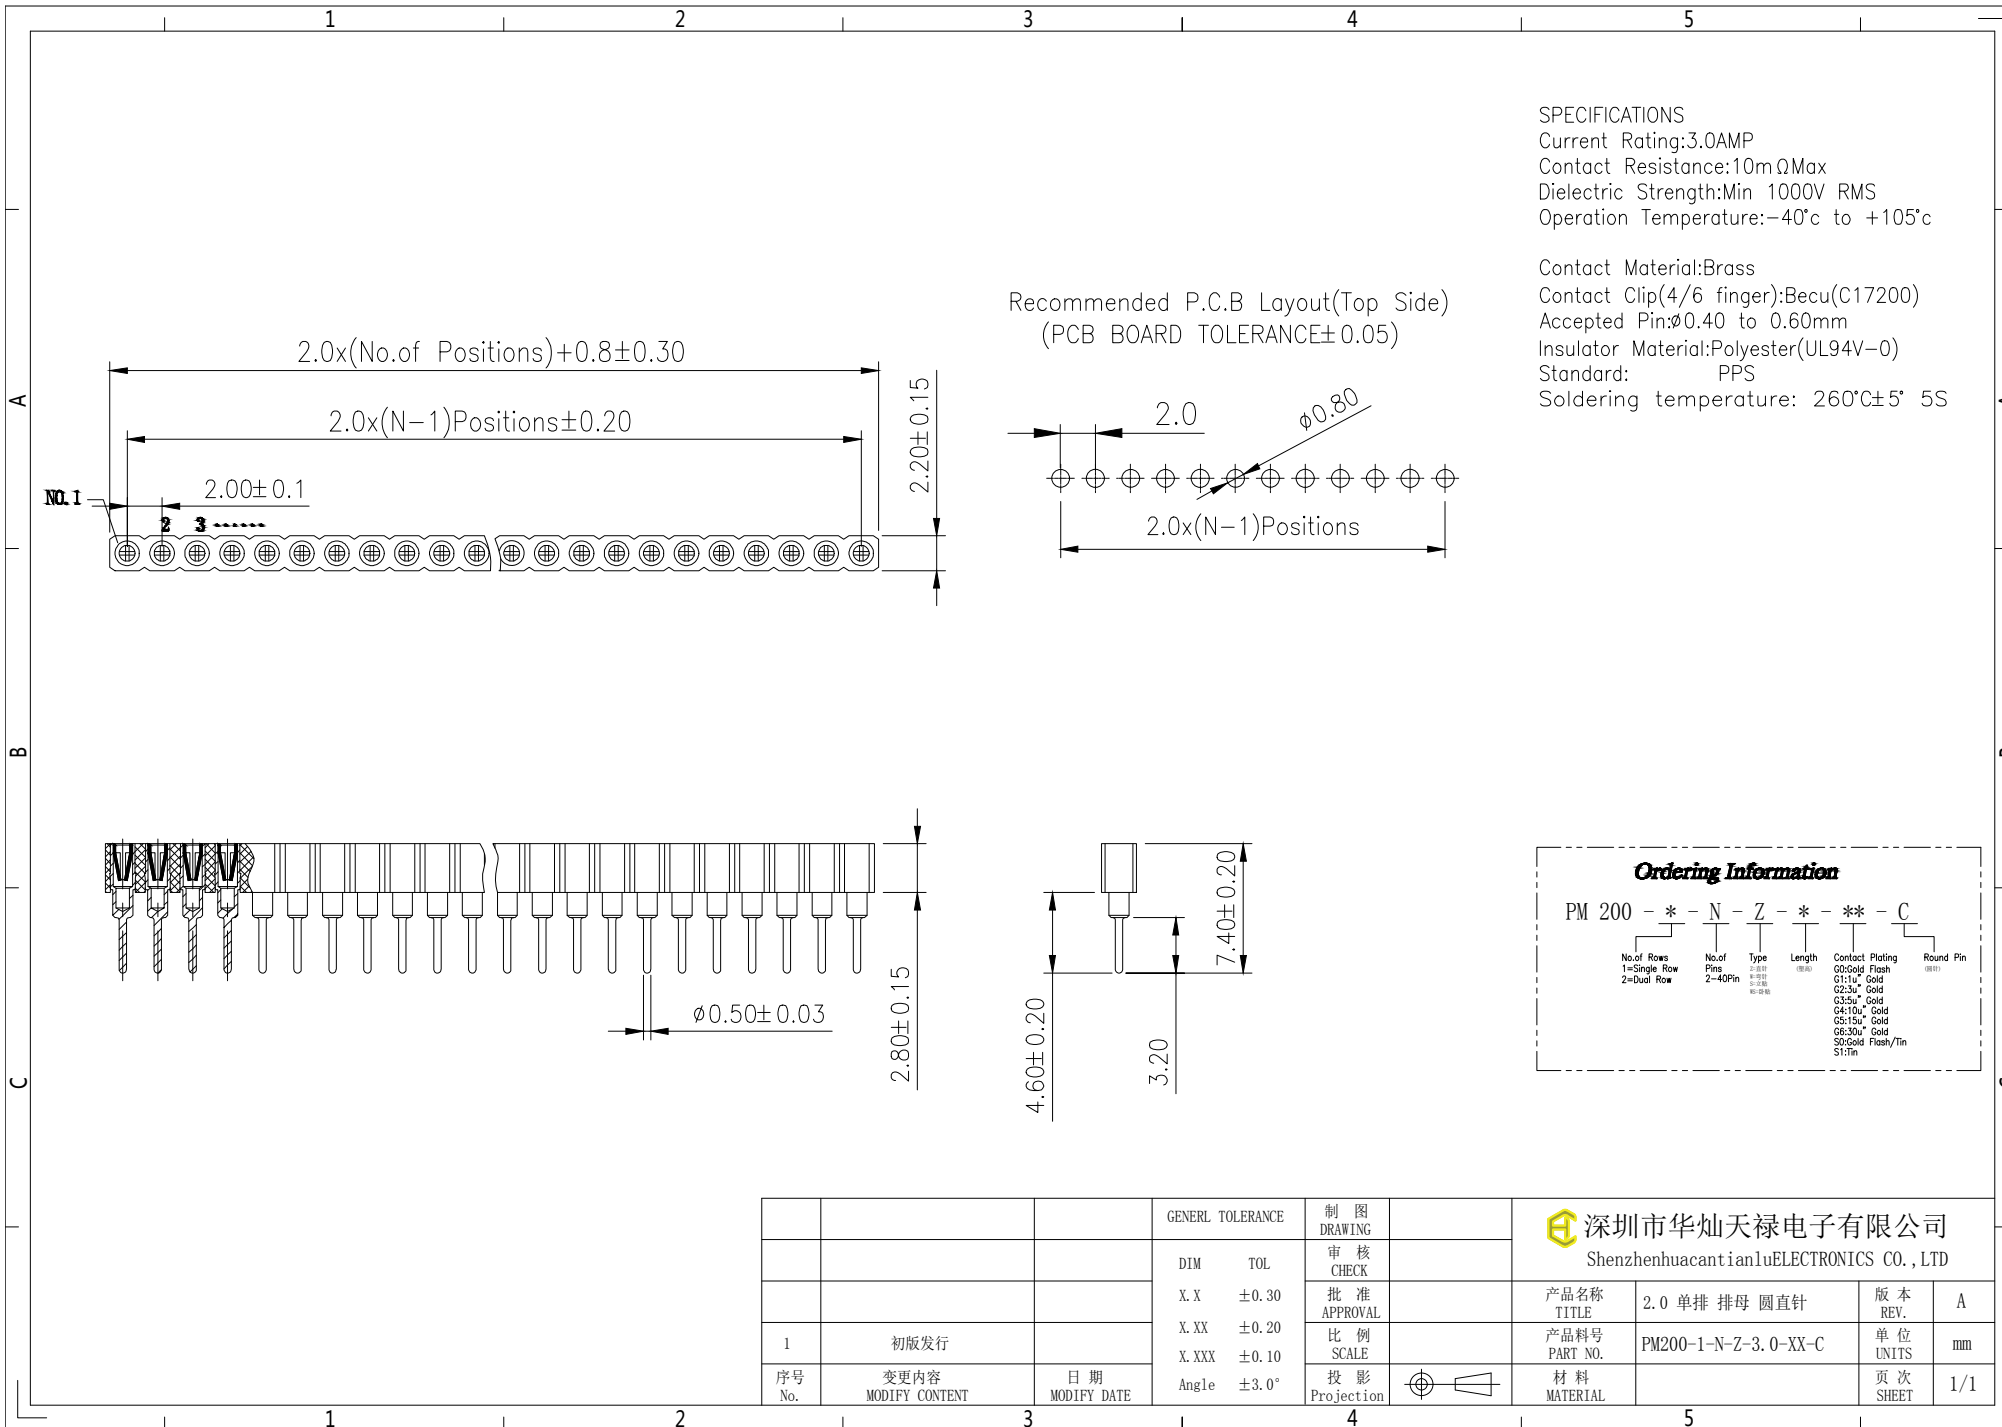 1 2 3 4 5
SPECIFICATIONS
Current Rating:3.0AMP
Contact Resistance:10mΩMax
Dielectric Strength:Min 1000V RMS
Operation Temperature:-40°c to +105°c
Contact Material:Brass
Contact Clip(4/6 finger):Becu(C17200)
Accepted Pin:ø0.40 to 0.60mm
Insulator Material:Polyester(UL94V-0)
Standard: PPS
Soldering temperature: 260°C±5° 5S
Recommended P.C.B Layout(Top Side)
(PCB BOARD TOLERANCE±0.05)
2.0
ø0.80
2.0x(N-1)Positions
A
2.0x(No.of Positions)+0.8±0.30
2.0x(N-1)Positions±0.20
2.20±0.15
2.00±0.1
NO.1
2 3
B
2.80±0.15
ø0.50±0.03
4.60±0.20
3.20
7.40±0.20
C
Ordering Information
PM 200 - * - N - Z - * - ** - C
No.of Rows
1=Single Row
2=Dual Row
No.of
Pins
2-40Pin
Type
Length
Contact Plating
G0:Gold Flash
G1:1u" Gold
G2:3u" Gold
G3:5u" Gold
G4:10u" Gold
G5:15u" Gold
G6:30u" Gold
S0:Gold Flash/Tin
S1:Tin
Round Pin
GENERL TOLERANCE
DIM TOL
X.X ±0.30
X.XX ±0.20
X.XXX ±0.10
Angle ±3.0°
制 图
DRAWING
审 核
CHECK
批 准
APPROVAL
比 例
SCALE
投 影
Projection
1 初版发行
序号
No.
变更内容
MODIFY CONTENT
日 期
MODIFY DATE
深圳市华灿天禄电子有限公司
ShenzhenhuacantianluELECTRONICS CO.,LTD
产品名称
TITLE
2.0 单排 排母 圆直针
版 本
REV.
A
产品料号
PART NO.
PM200-1-N-Z-3.0-XX-C
单 位
UNITS
mm
材 料
MATERIAL
页 次
SHEET
1/1
1 2 3 4 5